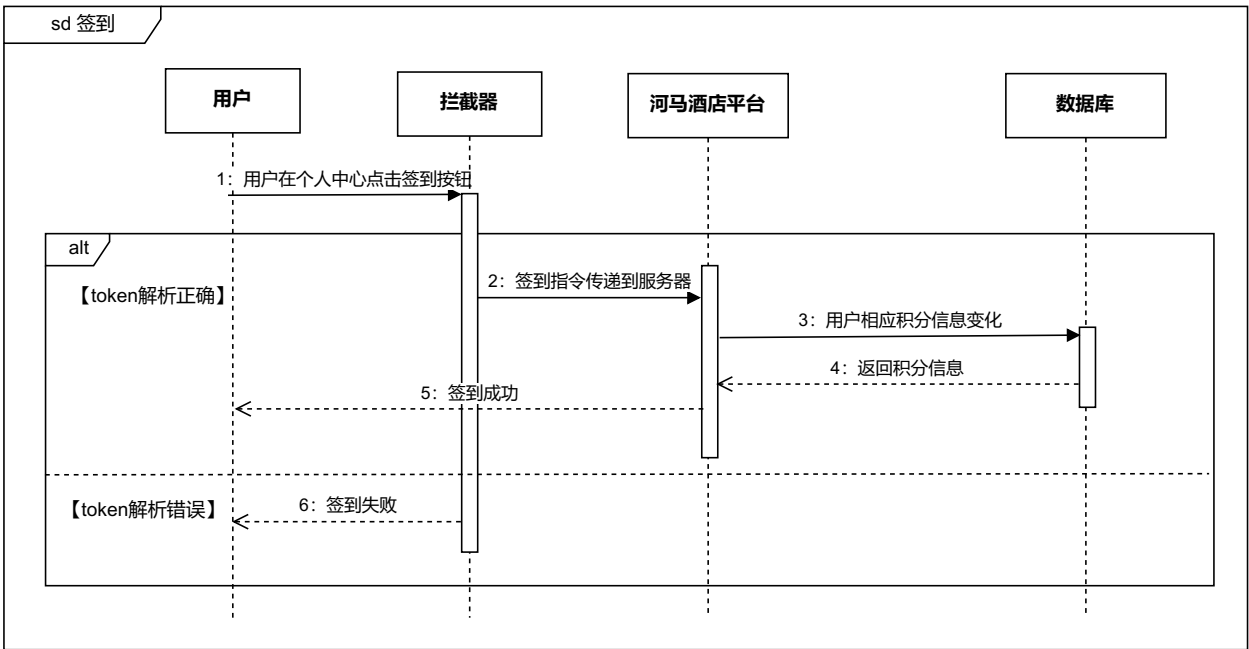 sd 签到
用户
拦截器
河马酒店平台
数据库
1：用户在个人中心点击签到按钮
alt
【token解析正确】
2：签到指令传递到服务器
3：用户相应积分信息变化
4：返回积分信息
5：签到成功
【token解析错误】
6：签到失败